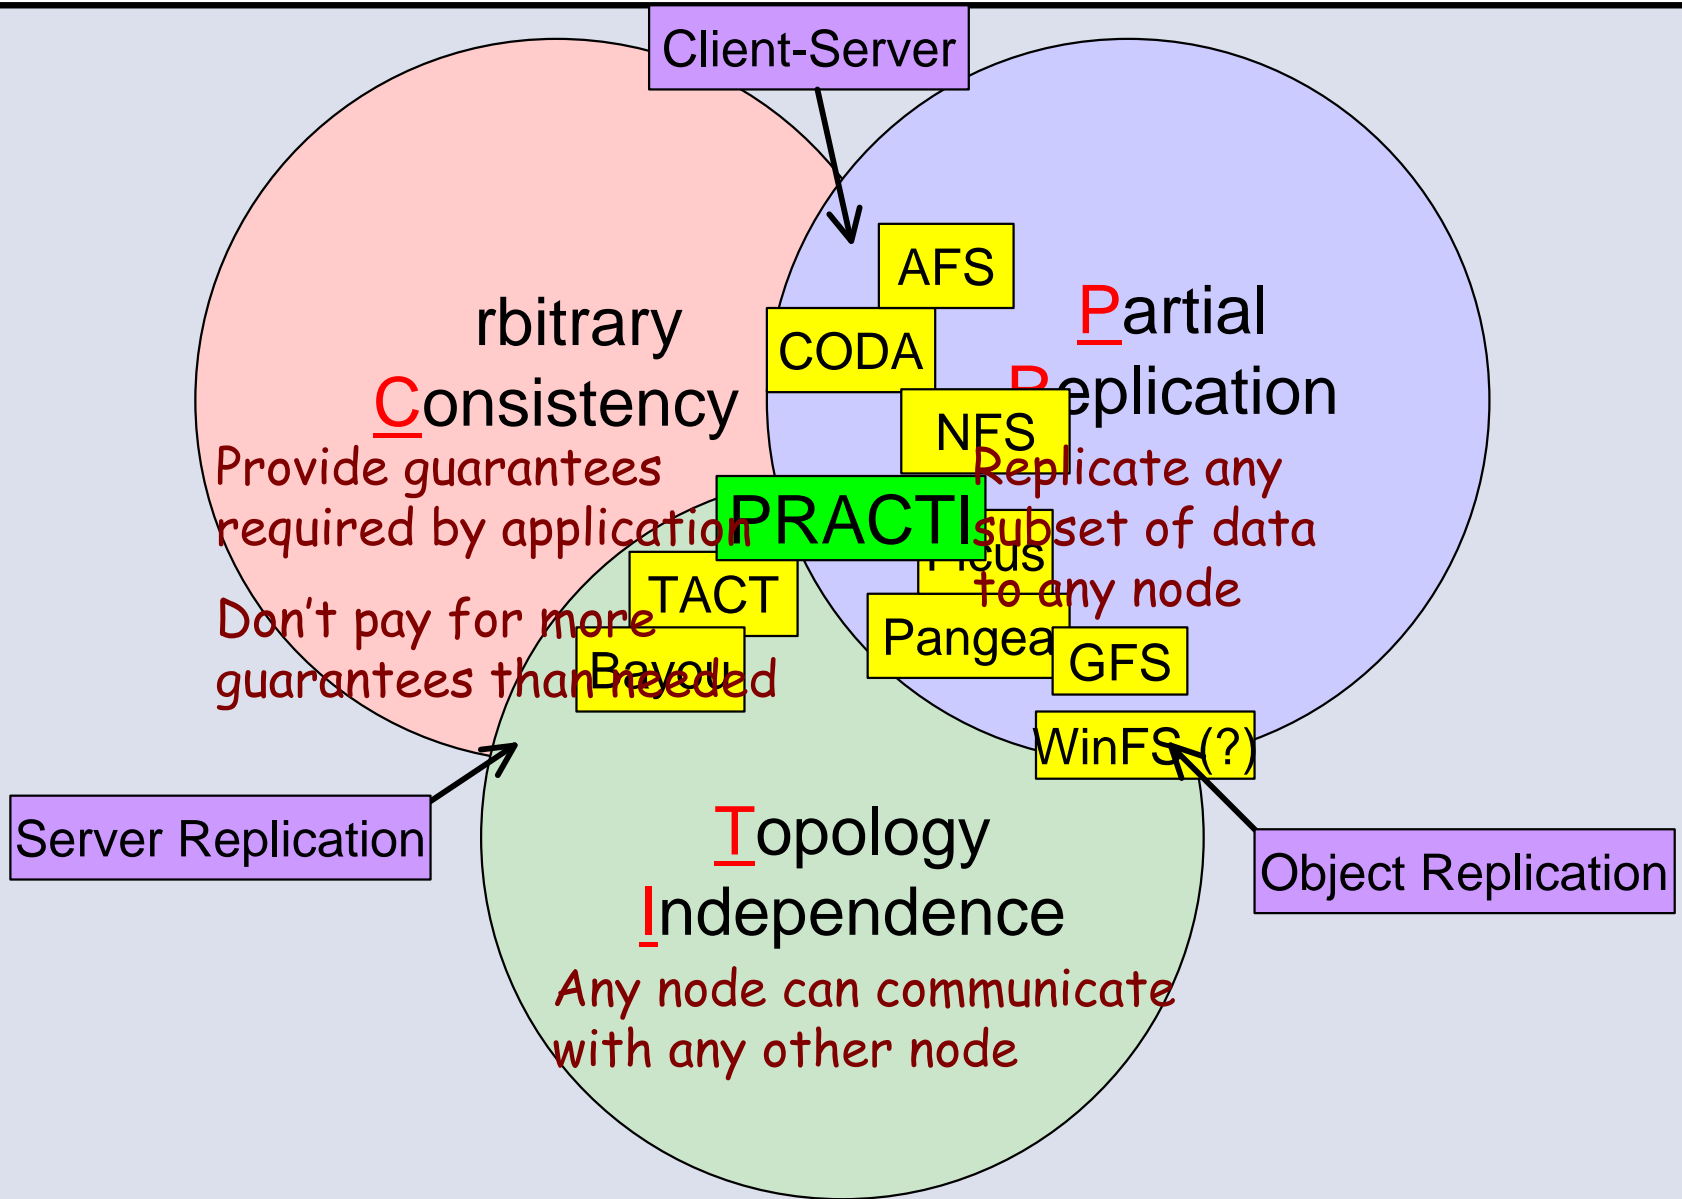 Client-Server
AFS
CODA
NFS
rbitrary
Consistency
Partial
Replication
Provide guarantees
required by application
Don't pay for more
guarantees than needed
Replicate any
subset of data
to any node
PRACTI
TACT
Bayou
Pangea
GFS
WinFS (?)
Server Replication
Object Replication
Topology
Independence
Any node can communicate
with any other node